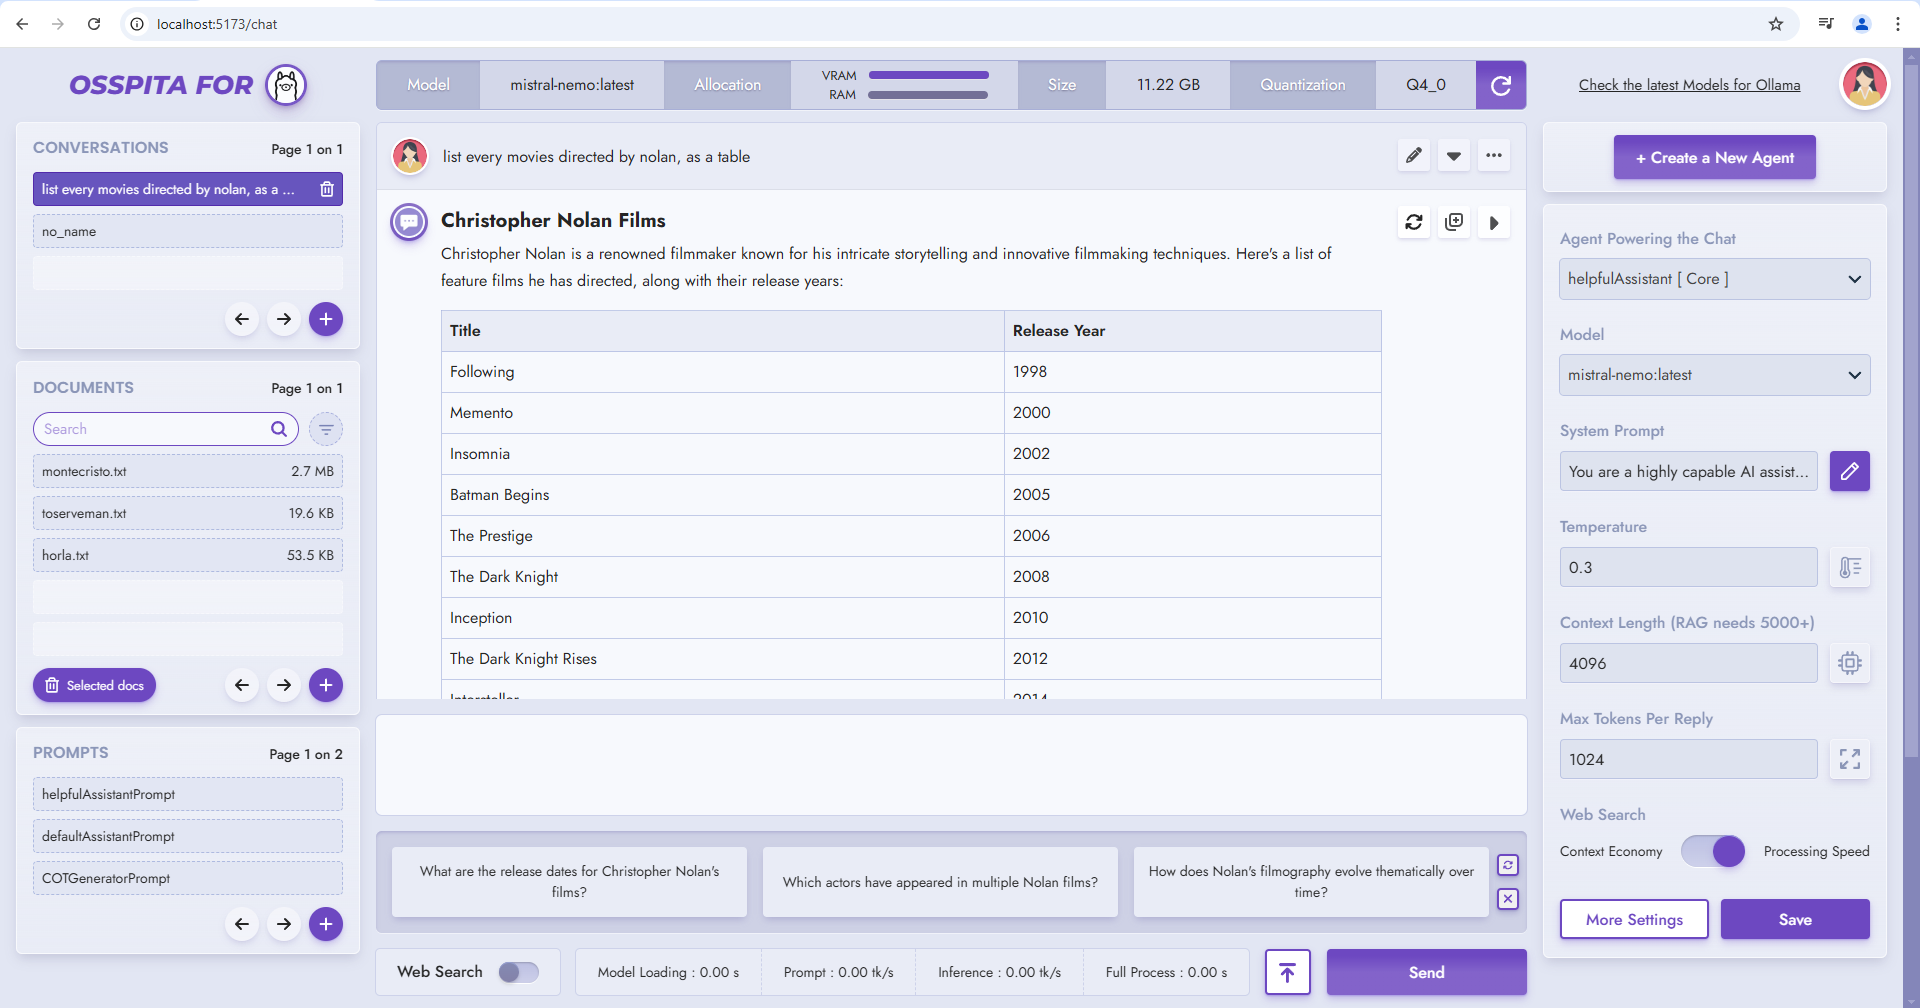 localhost:5173/chat
OSSPITA FOR
Model
mistral-nemo:latest
Allocation
VRAM
RAM
Size
11.22 GB
Quantization
Q4_0
Check the latest Models for Ollama
CONVERSATIONS
Page 1 on 1
list every movies directed by nolan, as a ...
no_name
DOCUMENTS
Page 1 on 1
Search
montecristo.txt
2.7 MB
toserveman.txt
19.6 KB
horla.txt
53.5 KB
Selected docs
PROMPTS
Page 1 on 2
helpfulAssistantPrompt
defaultAssistantPrompt
COTGeneratorPrompt
list every movies directed by nolan, as a table
Christopher Nolan Films
Christopher Nolan is a renowned filmmaker known for his intricate storytelling and innovative filmmaking techniques. Here's a list of
feature films he has directed, along with their release years:
Title
Release Year
Following
1998
Memento
2000
Insomnia
2002
Batman Begins
2005
The Prestige
2006
The Dark Knight
2008
Inception
2010
The Dark Knight Rises
2012
Interstellar
2014
What are the release dates for Christopher Nolan's
films?
Which actors have appeared in multiple Nolan films?
How does Nolan's filmography evolve thematically over
time?
Web Search
Model Loading : 0.00 s
Prompt : 0.00 tk/s
Inference : 0.00 tk/s
Full Process : 0.00 s
Send
+ Create a New Agent
Agent Powering the Chat
helpfulAssistant [ Core ]
Model
mistral-nemo:latest
System Prompt
You are a highly capable AI assist...
Temperature
0.3
Context Length (RAG needs 5000+)
4096
Max Tokens Per Reply
1024
Web Search
Context Economy
Processing Speed
More Settings
Save